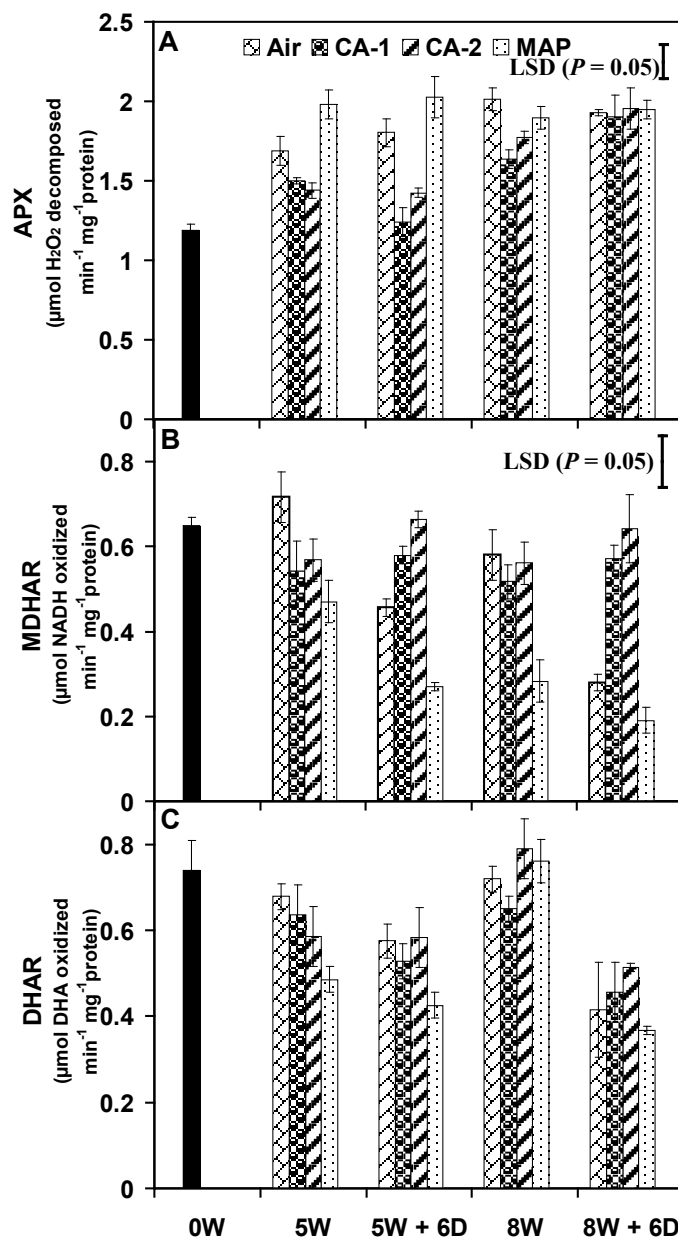 A
Air CA-1 CA-2 MAP
LSD (P = 0.05)
2.5
2
1.5
1
0.5
0
APX
(µmol H₂O₂ decomposed
min⁻¹ mg⁻¹protein)
B
LSD (P = 0.05)
0.8
0.6
0.4
0.2
0
MDHAR
(µmol NADH oxidized
min⁻¹ mg⁻¹protein)
C
0.8
0.6
0.4
0.2
0
DHAR
(µmol DHA oxidized
min⁻¹ mg⁻¹protein)
0W 5W 5W + 6D 8W 8W + 6D